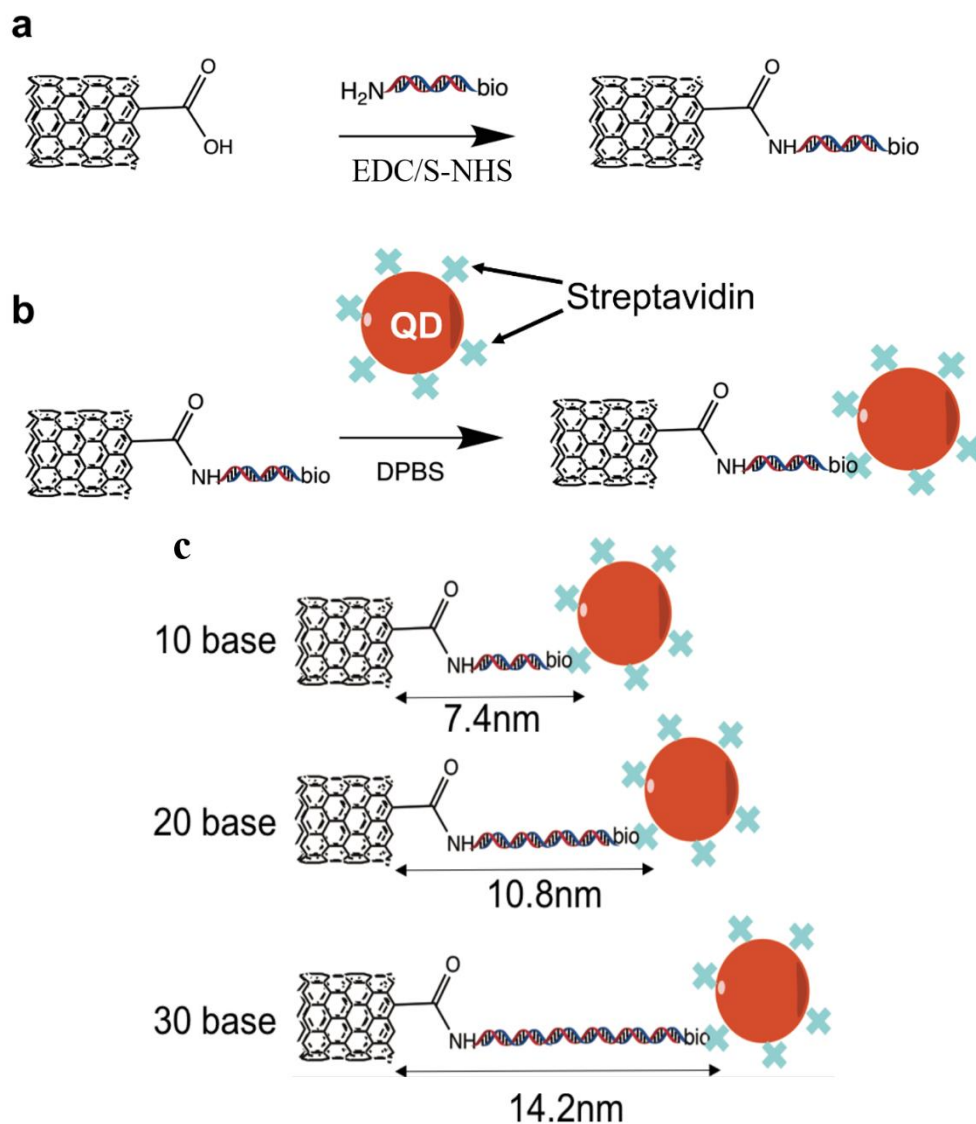 a
O
OH
H₂N bio
EDC/S-NHS
O
NH bio
b
QD
Streptavidin
O
NH bio
DPBS
O
NH bio
c
10 base
O
NH bio
7.4nm
20 base
O
NH bio
10.8nm
30 base
O
NH bio
14.2nm